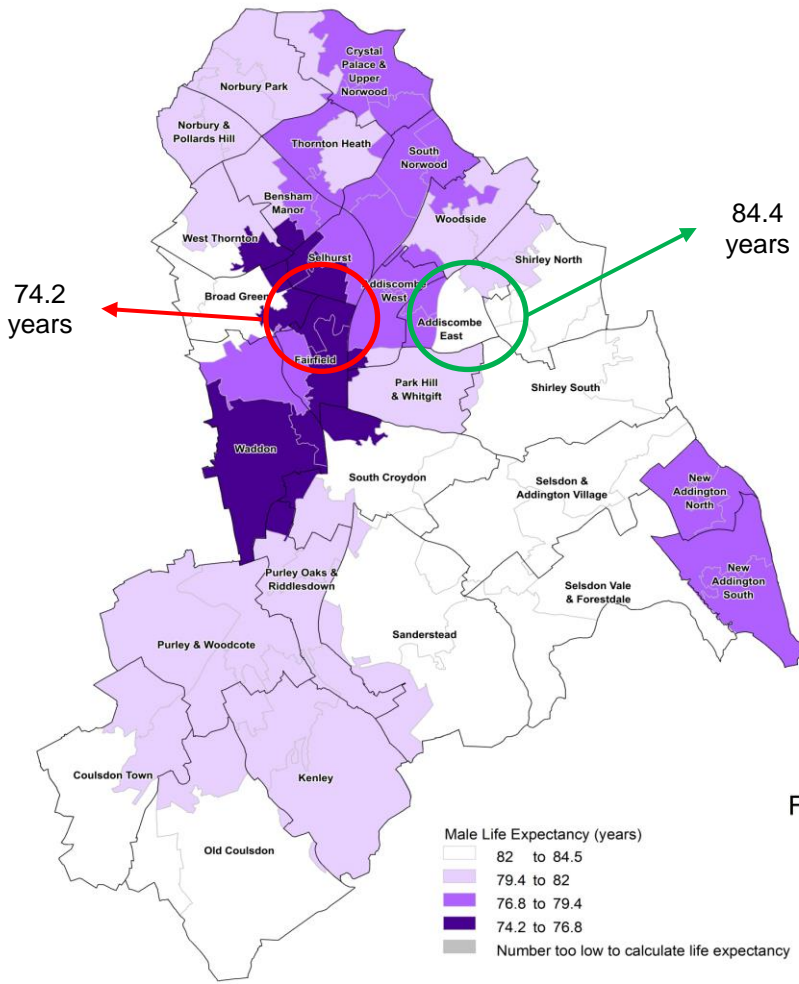 Crystal
Palace &
Upper
Norwood
Norbury Park
Norbury &
Pollards Hill
Thornton Heath
South
Norwood
Bensham
Manor
Woodside
West Thornton
84.4
years
Selhurst
Shirley North
74.2
years
Broad Green
Addiscombe
West
Addiscombe
East
Fairfield
Park Hill
& Whitgift
Shirley South
Waddon
South Croydon
Selsdon &
Addington Village
New
Addington
North
Purley Oaks &
Riddlesdown
Selsdon Vale
& Forestdale
New
Addington
South
Sanderstead
Purley & Woodcote
Coulsdon Town
Kenley
F
Old Coulsdon
Male Life Expectancy (years)
82 to 84.5
79.4 to 82
76.8 to 79.4
74.2 to 76.8
Number too low to calculate life expectancy